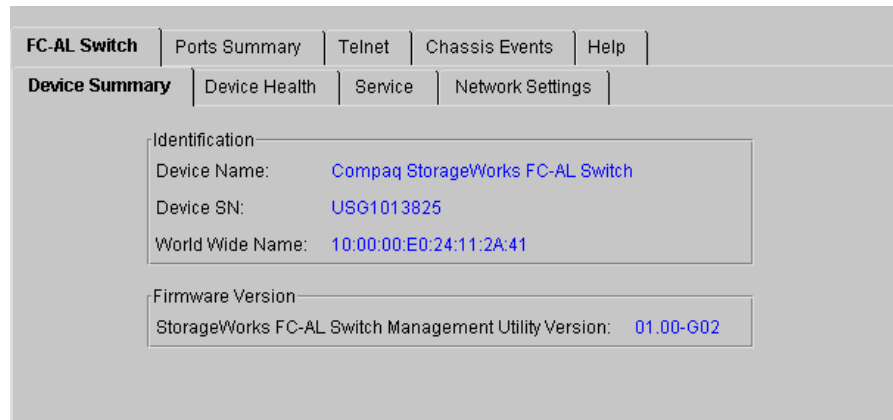 FC-AL Switch Ports Summary Telnet Chassis Events Help
Device Summary Device Health Service Network Settings
Identification
Device Name: Compaq StorageWorks FC-AL Switch
Device SN: USG1013825
World Wide Name: 10:00:00:E0:24:11:2A:41
Firmware Version
StorageWorks FC-AL Switch Management Utility Version: 01.00-G02